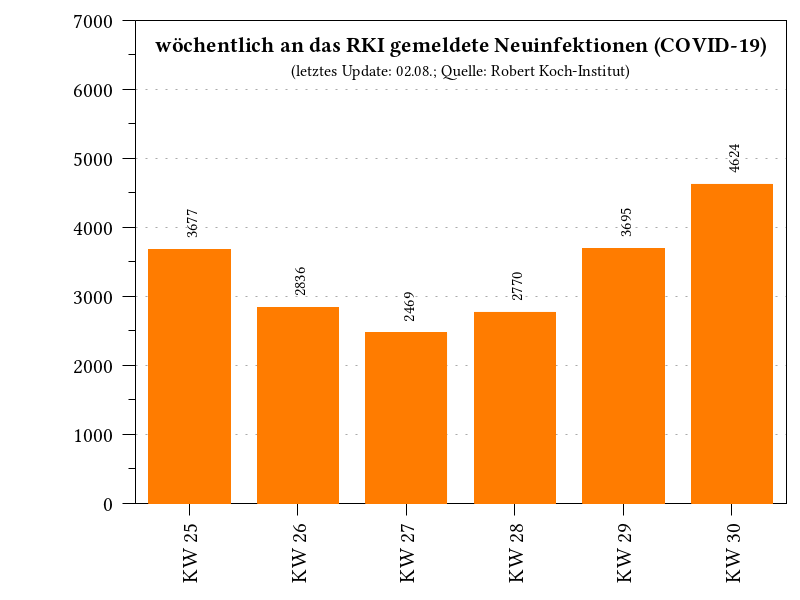 wöchentlich an das RKI gemeldete Neuinfektionen (COVID-19)
(letztes Update: 02.08.; Quelle: Robert Koch-Institut)
7000
6000
5000
4000
3000
2000
1000
0
3677
2836
2469
2770
3695
4624
KW 25
KW 26
KW 27
KW 28
KW 29
KW 30